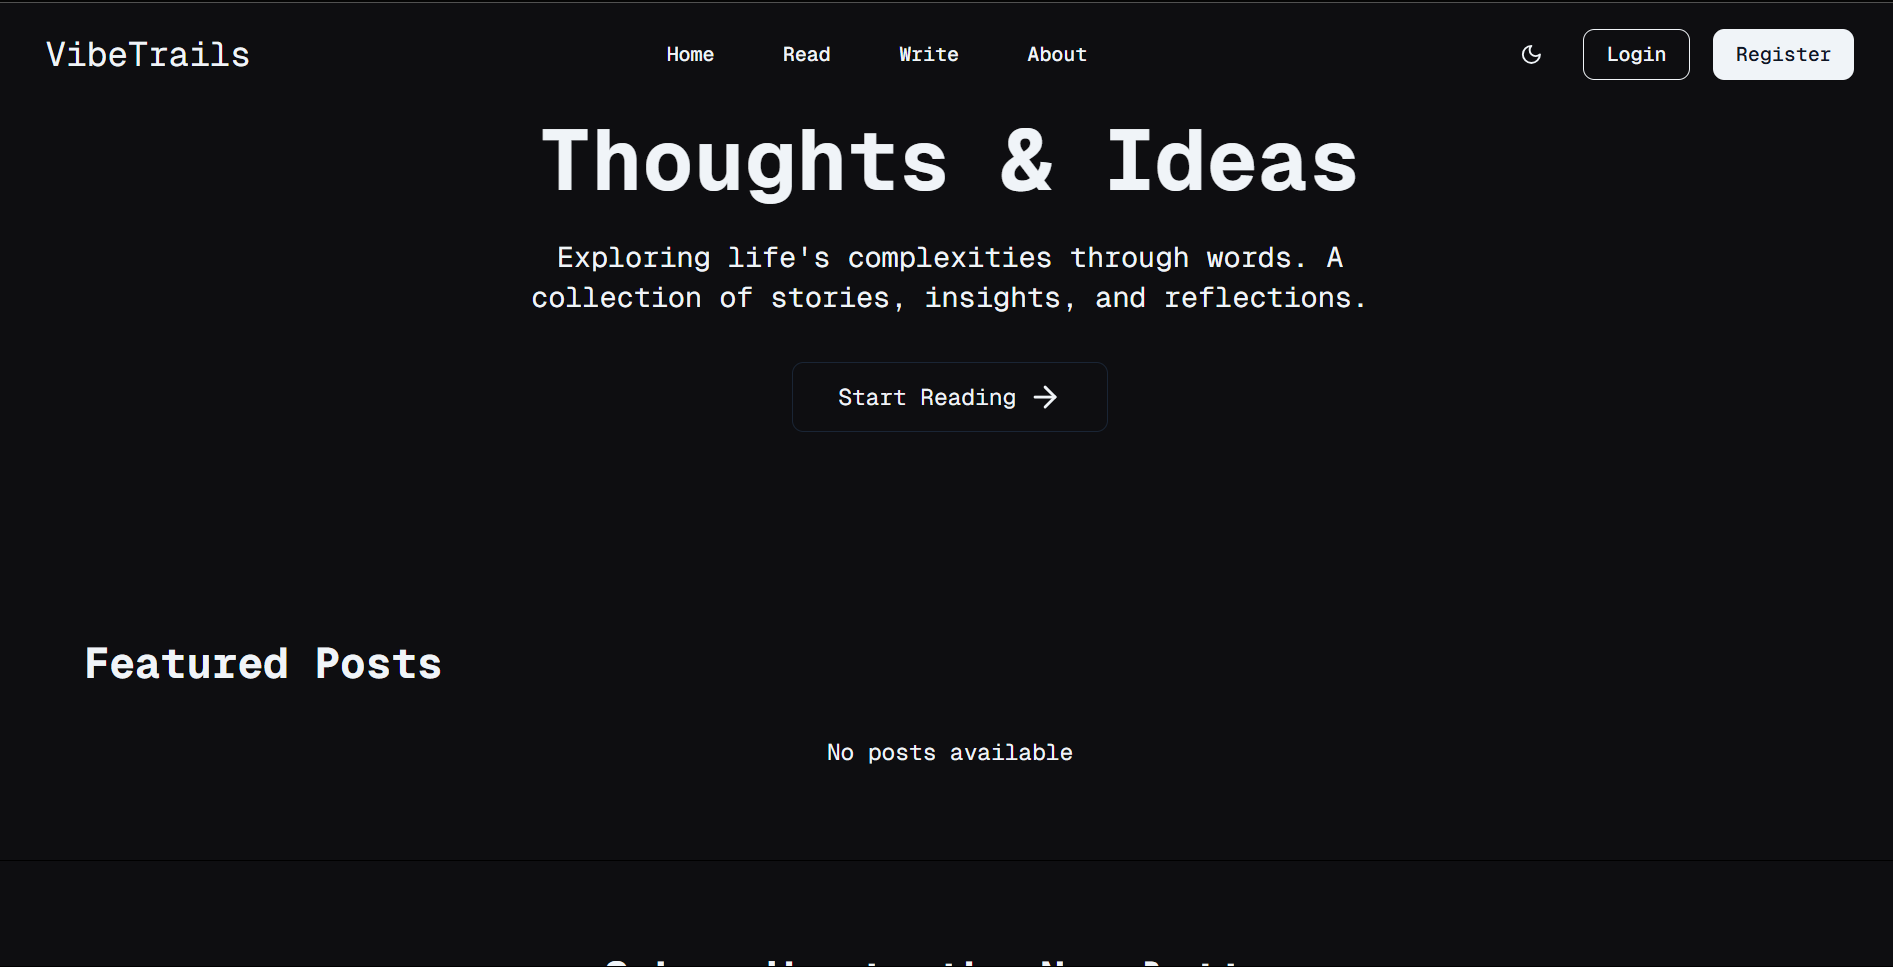 VibeTrails
Home Read Write About
Login Register
Thoughts & Ideas
Exploring life's complexities through words. A
collection of stories, insights, and reflections.
Start Reading →
Featured Posts
No posts available